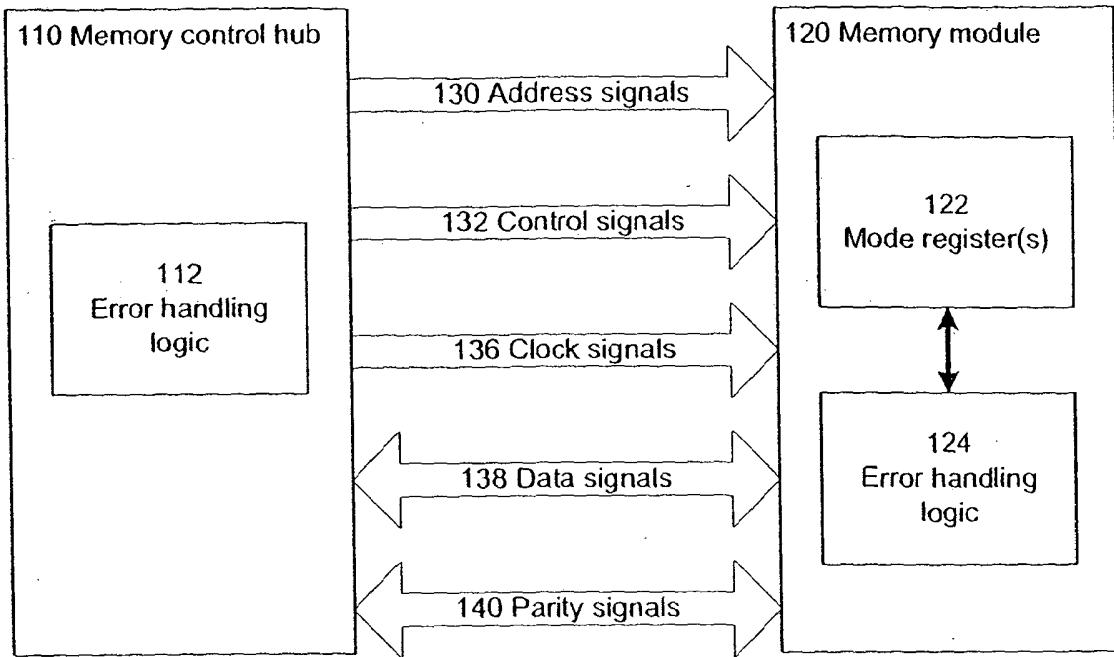 110 Memory control hub
120 Memory module
130 Address signals
132 Control signals
122
Mode register(s)
112
Error handling
logic
136 Clock signals
138 Data signals
124
Error handling
logic
140 Parity signals